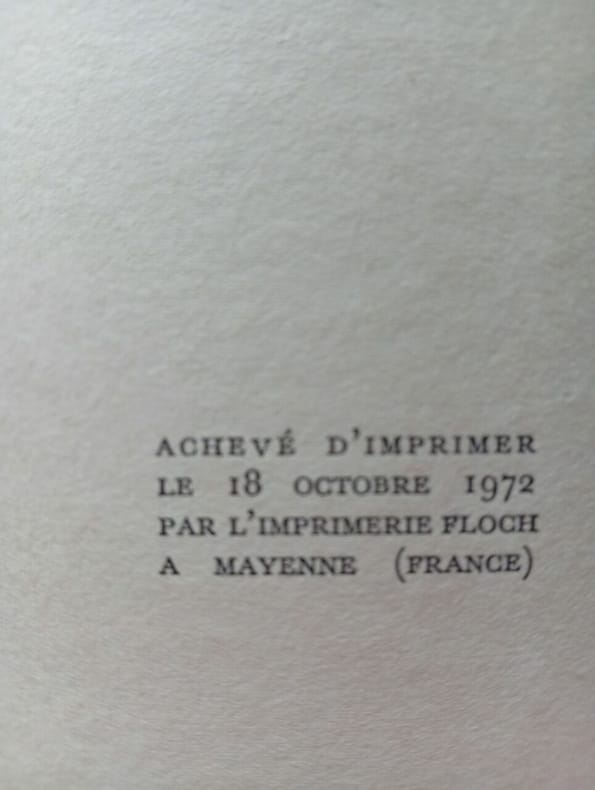 ACHEVÉ D'IMPRIMER
LE 18 OCTOBRE 1972
PAR L'IMPRIMERIE FLOCH
A MAYENNE (FRANCE)